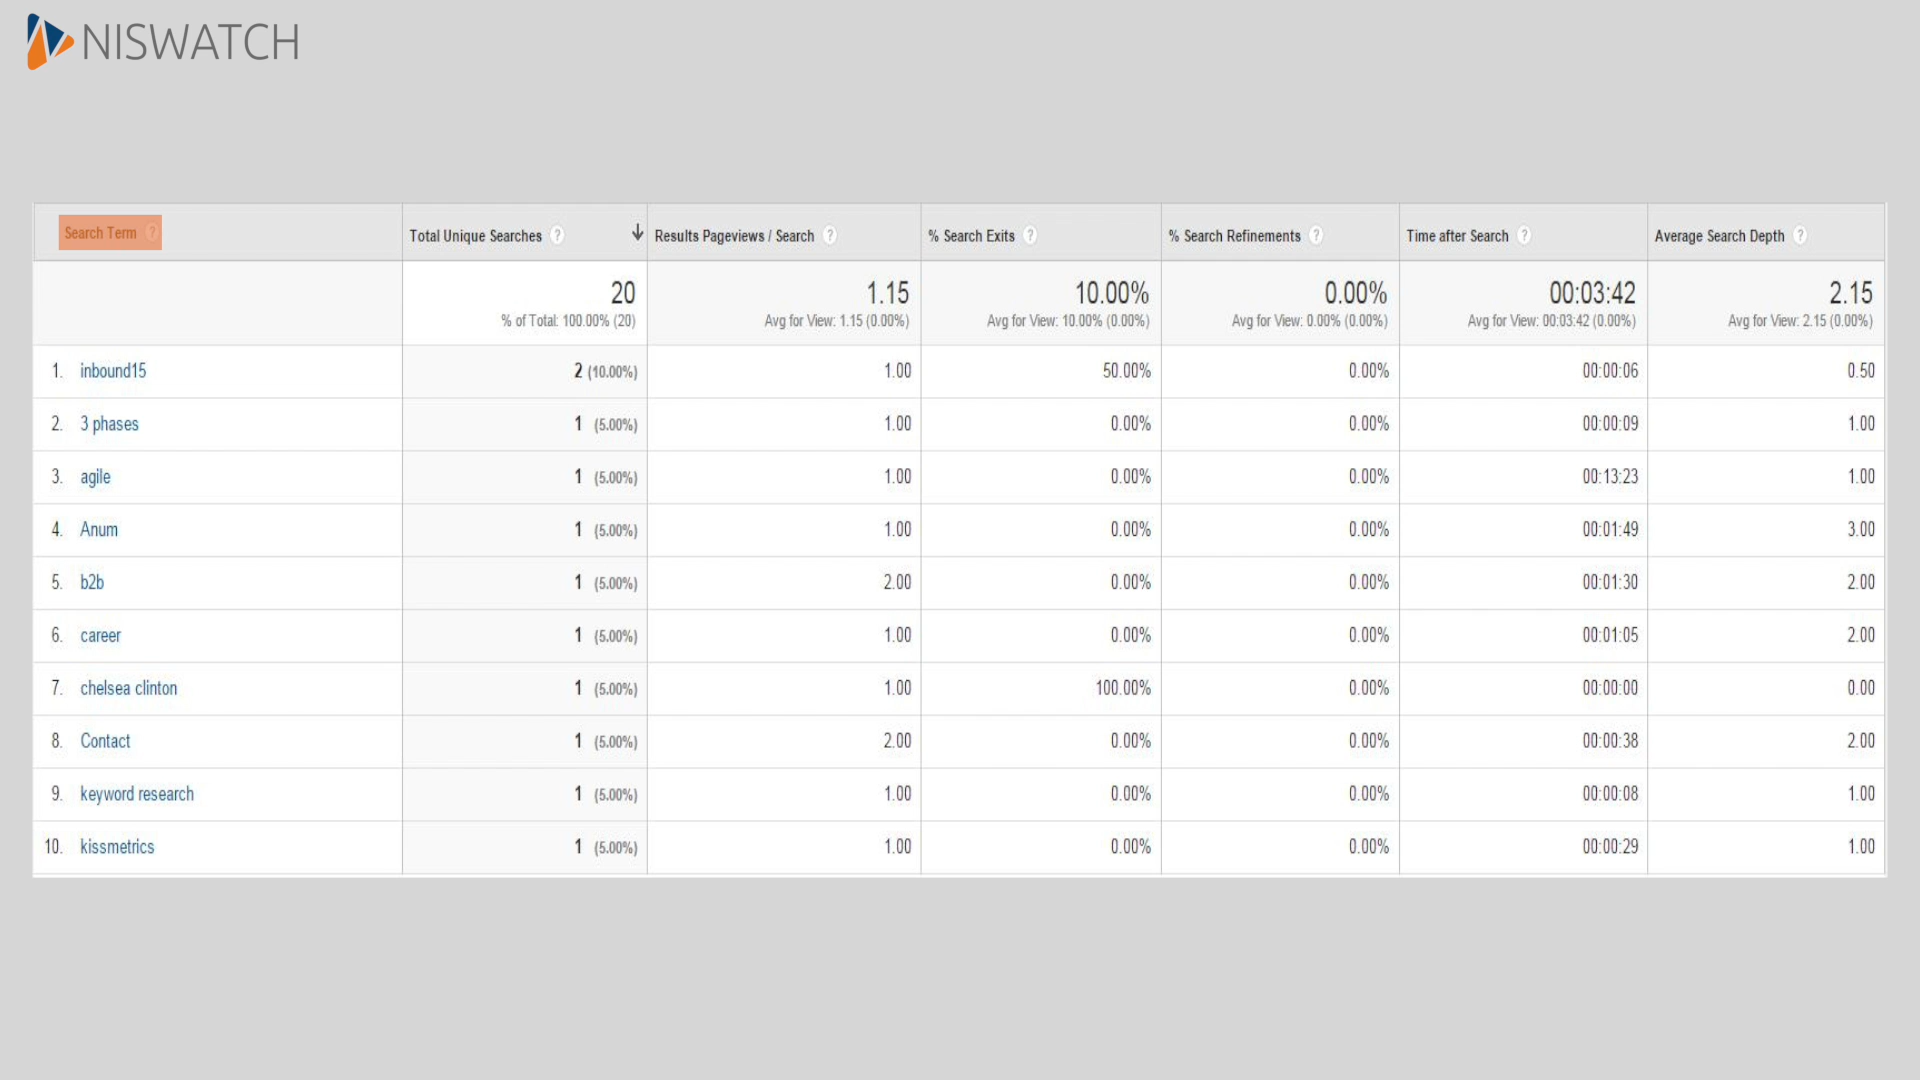 NISWATCH
Search Term ? Total Unique Searches ? ↓ Results Pageviews / Search ? % Search Exits ? % Search Refinements ? Time after Search ? Average Search Depth ?
20 1.15 10.00% 0.00% 00:03:42 2.15
% of Total: 100.00% (20) Avg for View: 1.15 (0.00%) Avg for View: 10.00% (0.00%) Avg for View: 0.00% (0.00%) Avg for View: 00:03:42 (0.00%) Avg for View: 2.15 (0.00%)
1. inbound15 2 (10.00%) 1.00 50.00% 0.00% 00:00:06 0.50
2. 3 phases 1 (5.00%) 1.00 0.00% 0.00% 00:00:09 1.00
3. agile 1 (5.00%) 1.00 0.00% 0.00% 00:13:23 1.00
4. Anum 1 (5.00%) 1.00 0.00% 0.00% 00:01:49 3.00
5. b2b 1 (5.00%) 2.00 0.00% 0.00% 00:01:30 2.00
6. career 1 (5.00%) 1.00 0.00% 0.00% 00:01:05 2.00
7. chelsea clinton 1 (5.00%) 1.00 100.00% 0.00% 00:00:00 0.00
8. Contact 1 (5.00%) 2.00 0.00% 0.00% 00:00:38 2.00
9. keyword research 1 (5.00%) 1.00 0.00% 0.00% 00:00:08 1.00
10. kissmetrics 1 (5.00%) 1.00 0.00% 0.00% 00:00:29 1.00